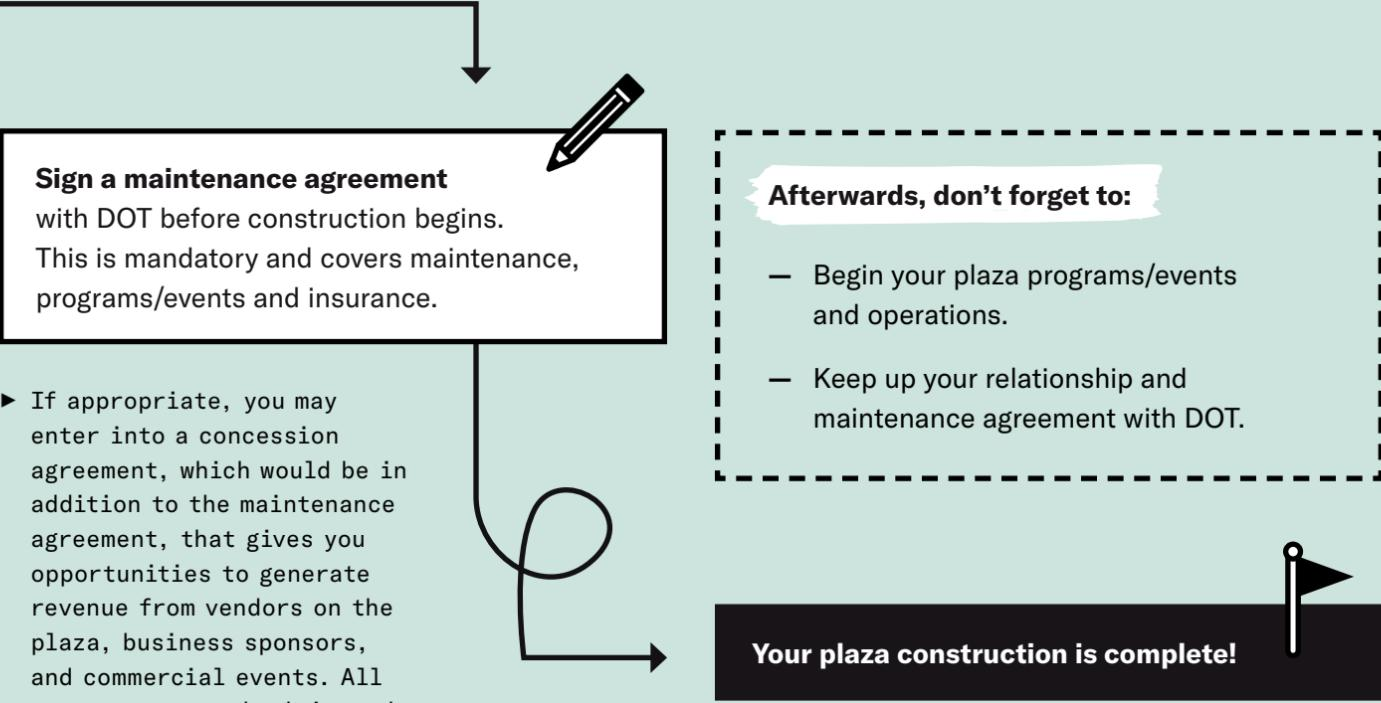 Sign a maintenance agreement
with DOT before construction begins.
This is mandatory and covers maintenance,
programs/events and insurance.
► If appropriate, you may
enter into a concession
agreement, which would be in
addition to the maintenance
agreement, that gives you
opportunities to generate
revenue from vendors on the
plaza, business sponsors,
and commercial events. All
Afterwards, don’t forget to:
— Begin your plaza programs/events
and operations.
— Keep up your relationship and
maintenance agreement with DOT.
Your plaza construction is complete!